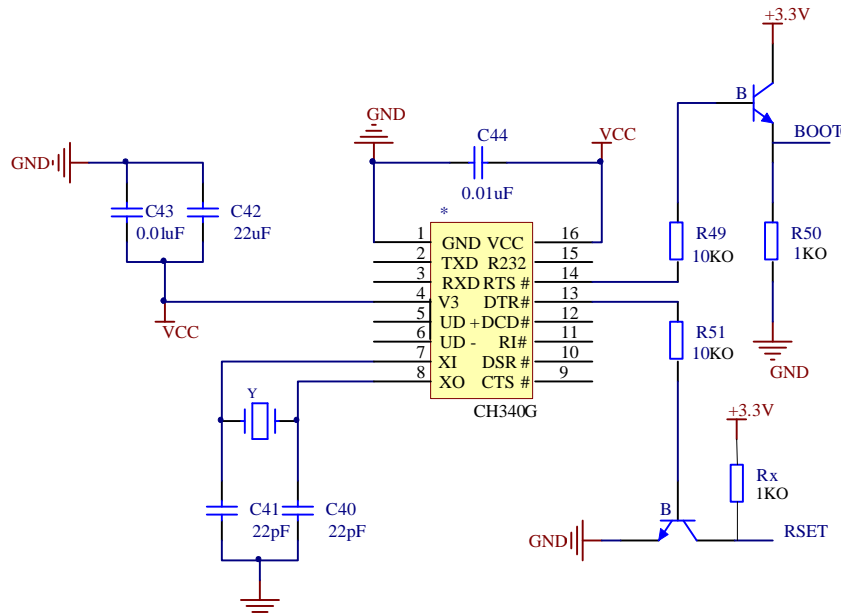 +3.3V
B
BOOT
GND
C44
VCC
0.01uF
GND
C43
0.01uF
C42
22uF
*
R49
10KO
R50
1KO
1 GND VCC 16
2 TXD R232 15
3 RXD RTS # 14
4 V3 DTR# 13
5 UD + DCD# 12
6 UD - RI# 11
7 XI DSR # 10
8 XO CTS # 9
CH340G
VCC
R51
10KO
GND
Y
+3.3V
Rx
1KO
C41
22pF
C40
22pF
B
GND
RSET